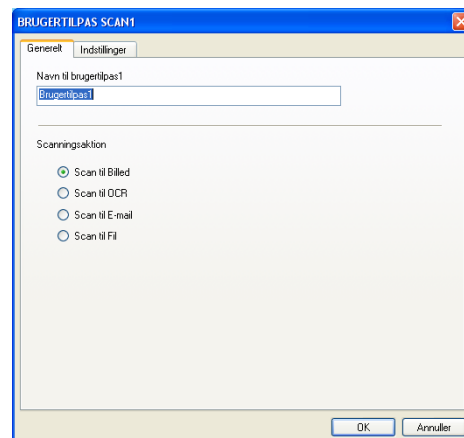 BRUGERTILPAS SCAN1
Generelt Indstillinger
Navn til brugertilpas1
Brugertilpas1
Scanningsaktion
Scan til Billed
Scan til OCR
Scan til E-mail
Scan til Fil
OK Annuller